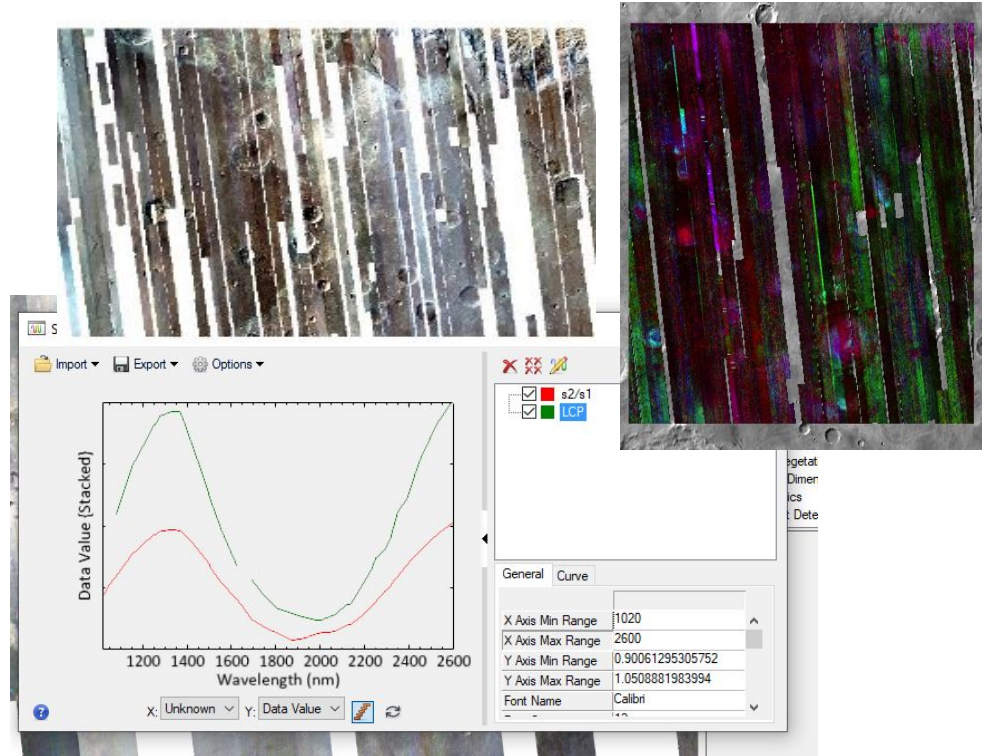 S
Import Export Options
s2/s1
LCP
Data Value {Stacked}
1200 1400 1600 1800 2000 2200 2400 2600
Wavelength (nm)
X: Unknown Y: Data Value
General Curve
X Axis Min Range 1020
X Axis Max Range 2600
Y Axis Min Range 0.90061295305752
Y Axis Max Range 1.0508881983994
Font Name Calibri
egetat
Dimen
ics
t Dete